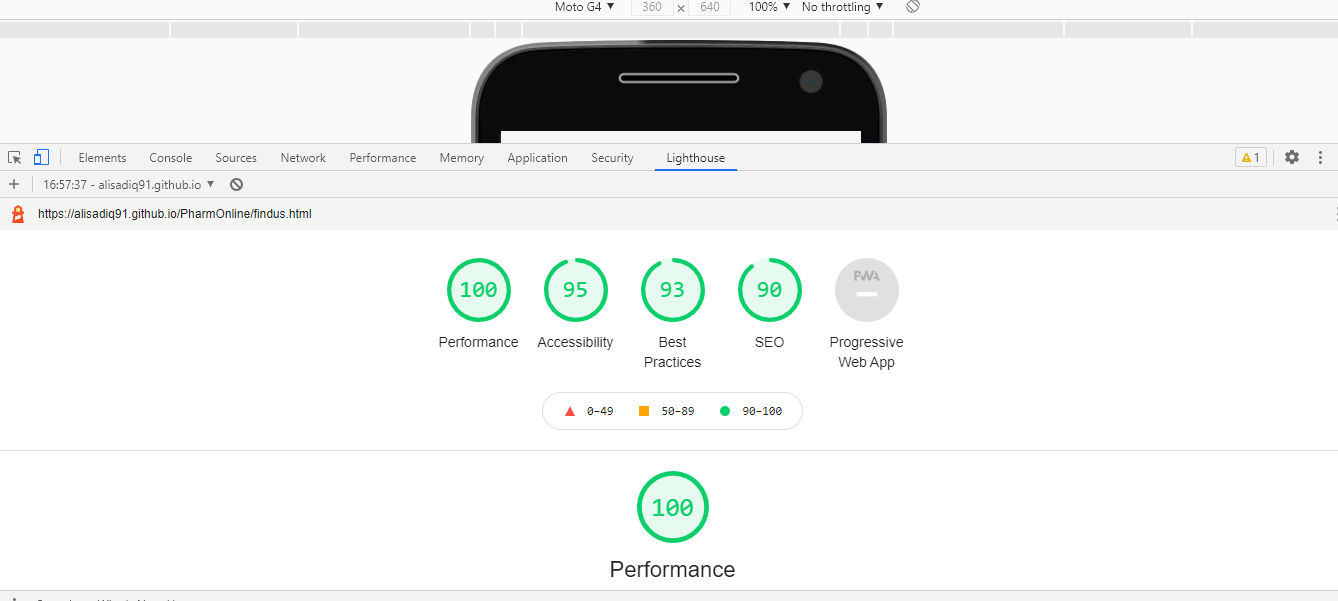 Moto G4 ▼ 360 × 640 100% ▼ No throttling ▼
Elements Console Sources Network Performance Memory Application Security Lighthouse 1
+ 16:57:37 - alisadiq91.github.io ▼
https://alisadiq91.github.io/PharmOnline/findus.html
100 95 93 90 PWA
Performance Accessibility Best Practices SEO Progressive Web App
0–49 50–89 90–100
100
Performance